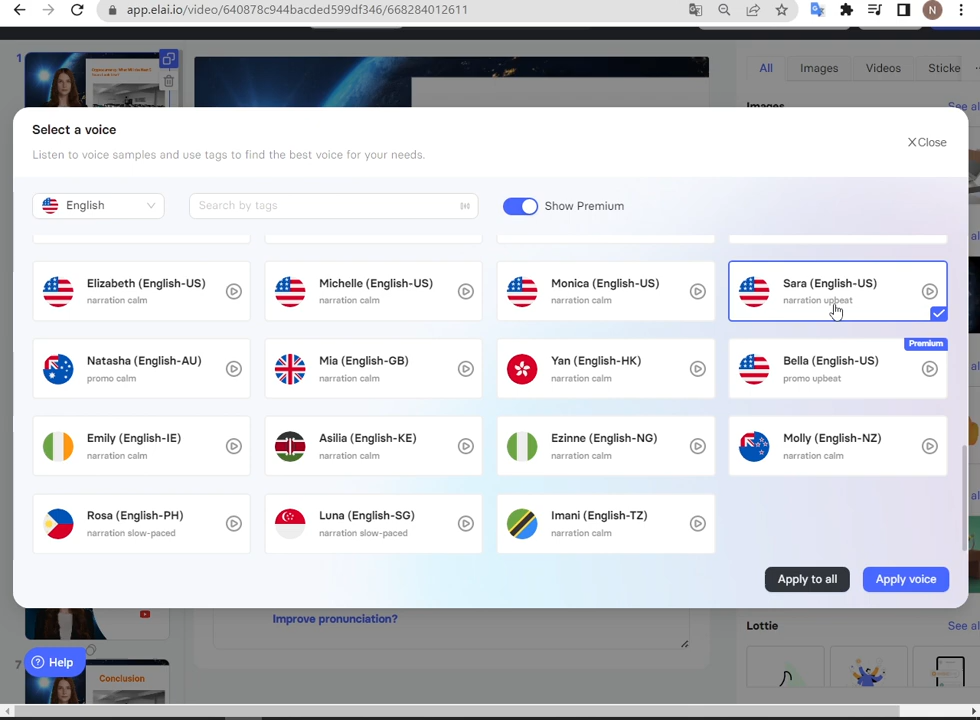 app.elai.io/video/640878c944bacded599df346/668284012611
N
1
All
Images
Videos
Images
Select a voice
Listen to voice samples and use tags to find the best voice for your needs.
X Close
English
Search by tags
Show Premium
Elizabeth (English-US)
narration calm
Michelle (English-US)
narration calm
Monica (English-US)
narration calm
Sara (English-US)
narration upbeat
Natasha (English-AU)
promo calm
Mia (English-GB)
narration calm
Yan (English-HK)
narration calm
Premium
Bella (English-US)
promo upbeat
Emily (English-IE)
narration calm
Asilia (English-KE)
narration calm
Ezinne (English-NG)
narration calm
Molly (English-NZ)
narration calm
Rosa (English-PH)
narration slow-paced
Luna (English-SG)
narration slow-paced
Imani (English-TZ)
narration calm
Apply to all
Apply voice
Improve pronunciation?
Lottie
See al
Help
7
Conclusion